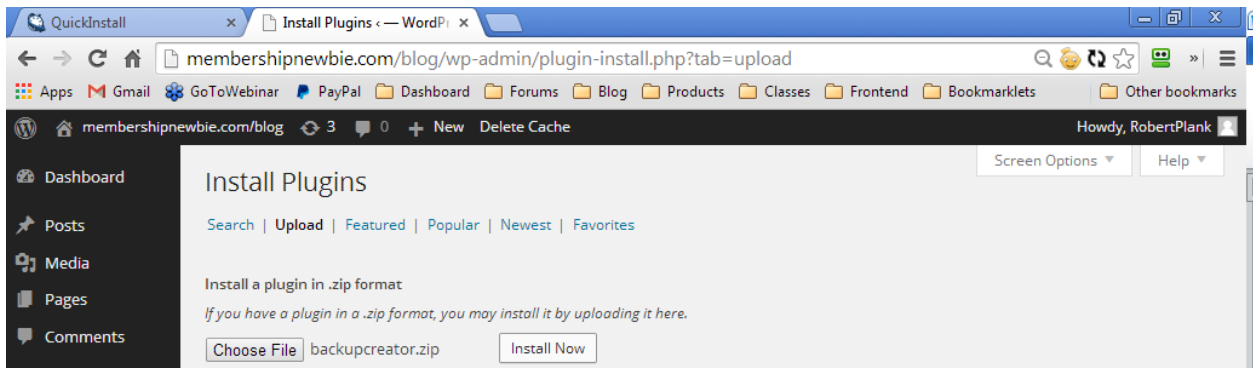 QuickInstall × Install Plugins ‹ — WordPr ×
membershipnewbie.com/blog/wp-admin/plugin-install.php?tab=upload
Apps Gmail GoToWebinar PayPal Dashboard Forums Blog Products Classes Frontend Bookmarklets » Other bookmarks
membershipnewbie.com/blog 3 0 + New Delete Cache Howdy, RobertPlank
Screen Options ▼ Help ▼
Dashboard
Install Plugins
Posts
Search | Upload | Featured | Popular | Newest | Favorites
Media
Install a plugin in .zip format
Pages
If you have a plugin in a .zip format, you may install it by uploading it here.
Comments
Choose File backupcreator.zip Install Now